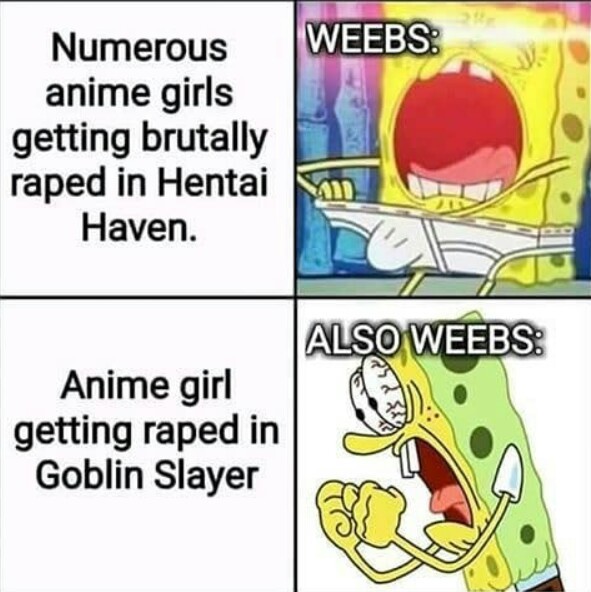 Numerous
anime girls
getting brutally
raped in Hentai
Haven.
WEEBS:
Anime girl
getting raped in
Goblin Slayer
ALSO WEEBS: